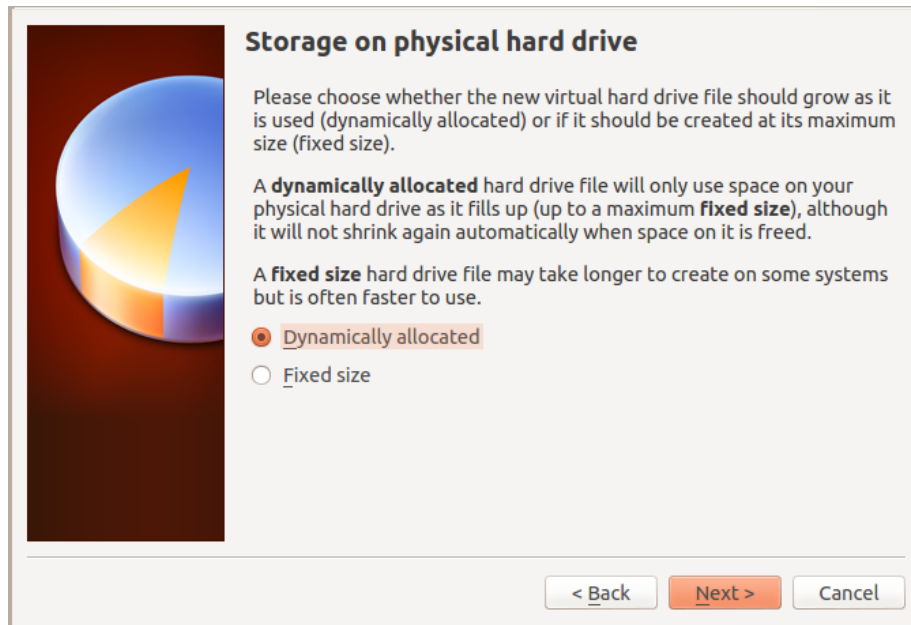 Storage on physical hard drive
Please choose whether the new virtual hard drive file should grow as it
is used (dynamically allocated) or if it should be created at its maximum
size (fixed size).
A dynamically allocated hard drive file will only use space on your
physical hard drive as it fills up (up to a maximum fixed size), although
it will not shrink again automatically when space on it is freed.
A fixed size hard drive file may take longer to create on some systems
but is often faster to use.
Dynamically allocated
Fixed size
< Back Next > Cancel